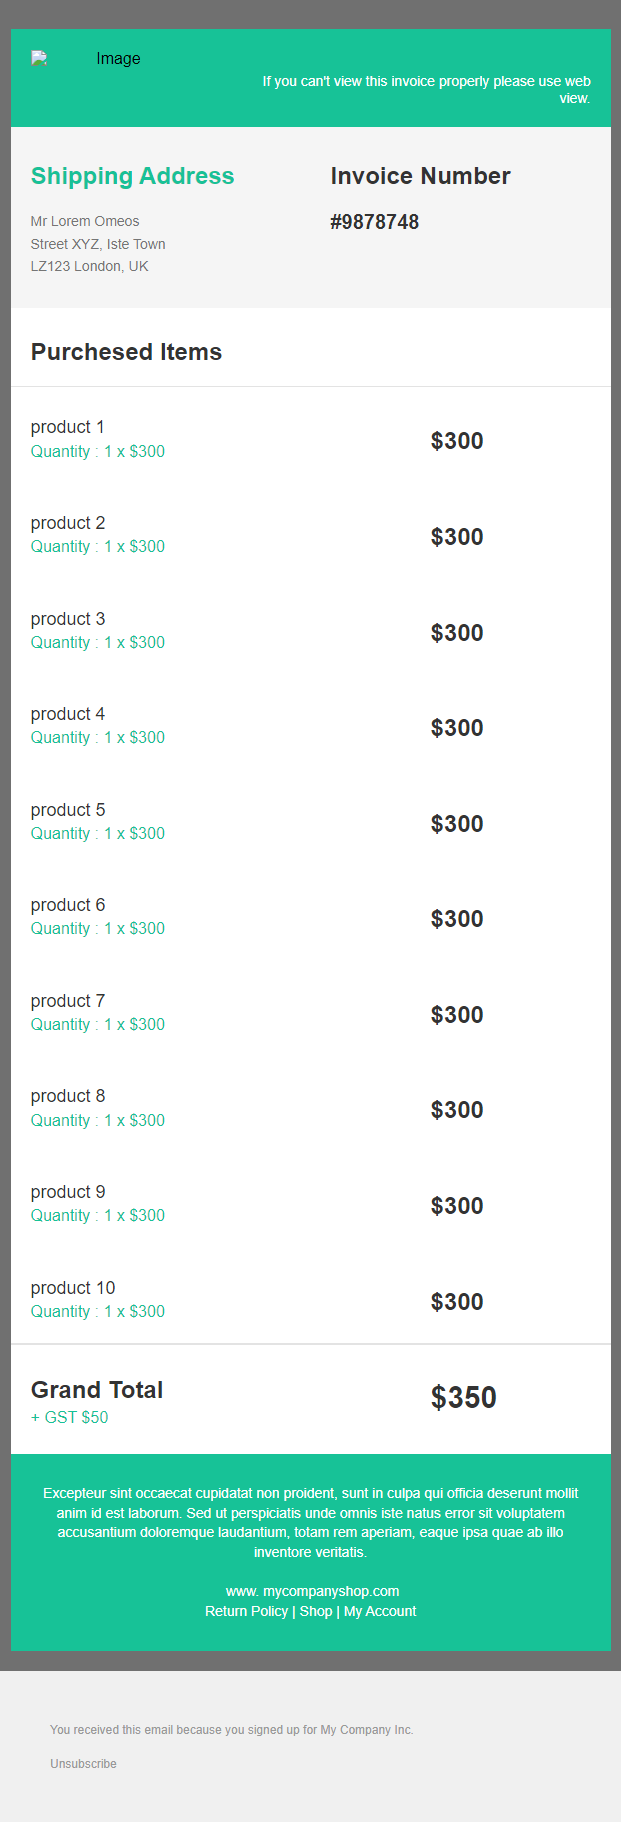 Image
If you can't view this invoice properly please use web
view.
Shipping Address
Mr Lorem Omeos
Street XYZ, Iste Town
LZ123 London, UK
Invoice Number
#9878748
Purchesed Items
product 1
Quantity : 1 x $300
$300
product 2
Quantity : 1 x $300
$300
product 3
Quantity : 1 x $300
$300
product 4
Quantity : 1 x $300
$300
product 5
Quantity : 1 x $300
$300
product 6
Quantity : 1 x $300
$300
product 7
Quantity : 1 x $300
$300
product 8
Quantity : 1 x $300
$300
product 9
Quantity : 1 x $300
$300
product 10
Quantity : 1 x $300
$300
Grand Total
+ GST $50
$350
Excepteur sint occaecat cupidatat non proident, sunt in culpa qui officia deserunt mollit
anim id est laborum. Sed ut perspiciatis unde omnis iste natus error sit voluptatem
accusantium doloremque laudantium, totam rem aperiam, eaque ipsa quae ab illo
inventore veritatis.
www. mycompanyshop.com
Return Policy | Shop | My Account
You received this email because you signed up for My Company Inc.
Unsubscribe